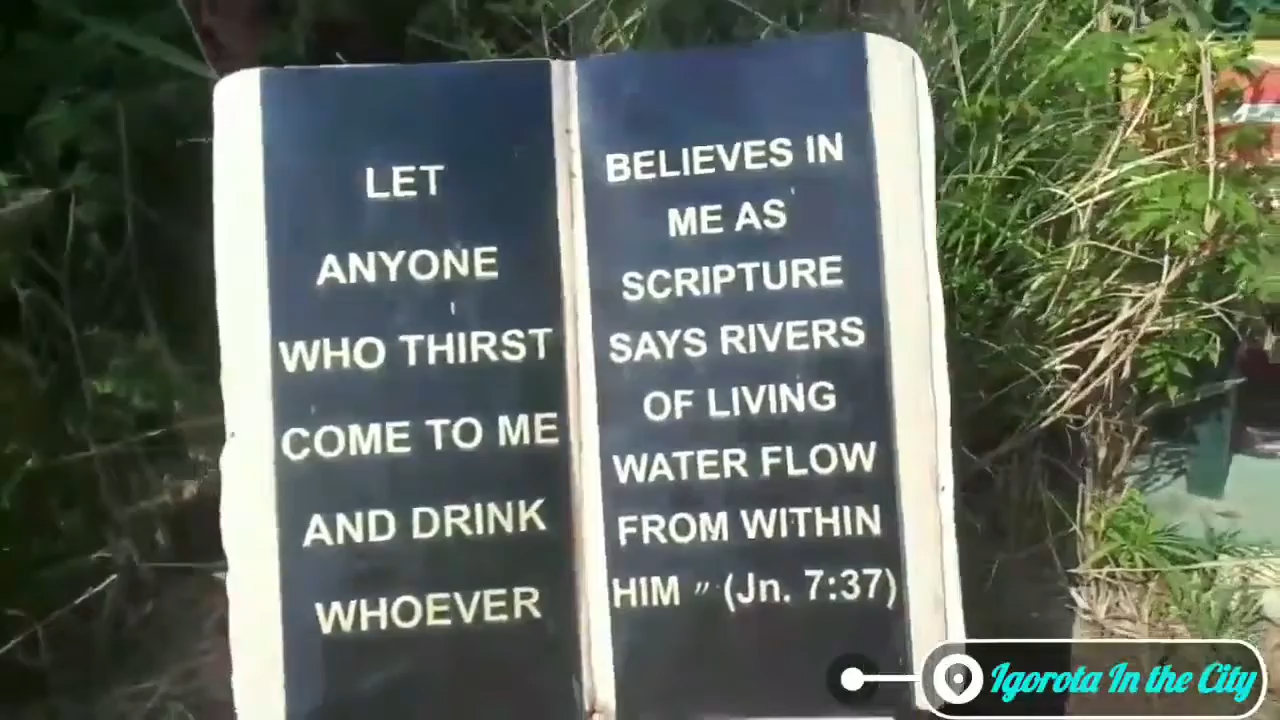 LET
ANYONE
WHO THIRST
COME TO ME
AND DRINK
WHOEVER
BELIEVES IN
ME AS
SCRIPTURE
SAYS RIVERS
OF LIVING
WATER FLOW
FROM WITHIN
HIM " (Jn. 7:37)
Igorota In the City